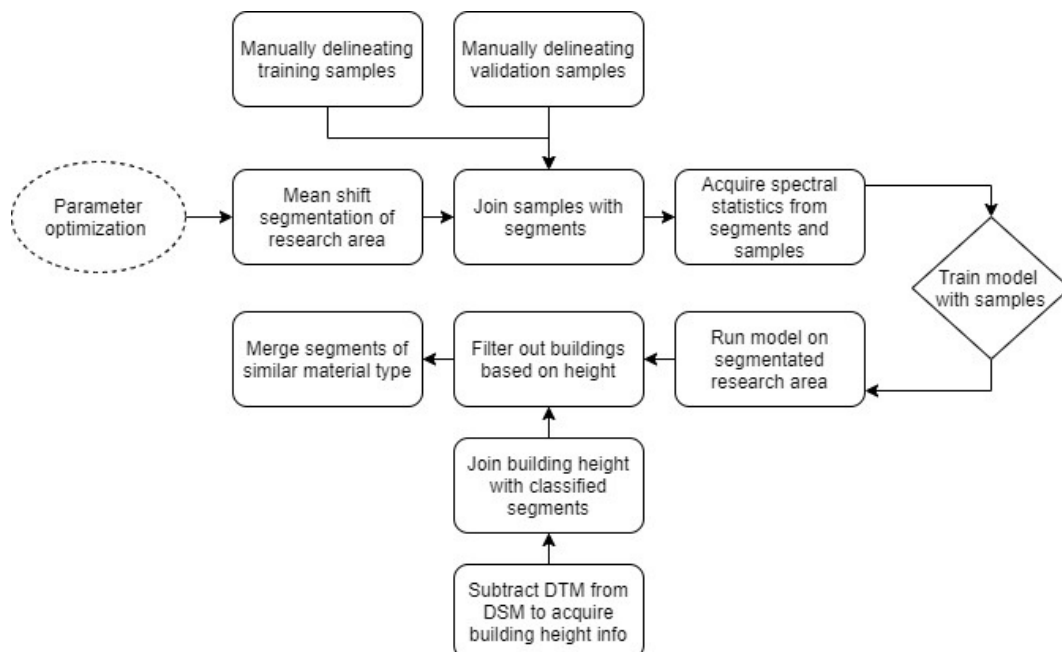 Manually delineating
training samples
Manually delineating
validation samples
Parameter
optimization
Mean shift
segmentation of
research area
Join samples with
segments
Acquire spectral
statistics from
segments and
samples
Train model
with samples
Merge segments of
similar material type
Filter out buildings
based on height
Run model on
segmentated
research area
Join building height
with classified
segments
Subtract DTM from
DSM to acquire
building height info